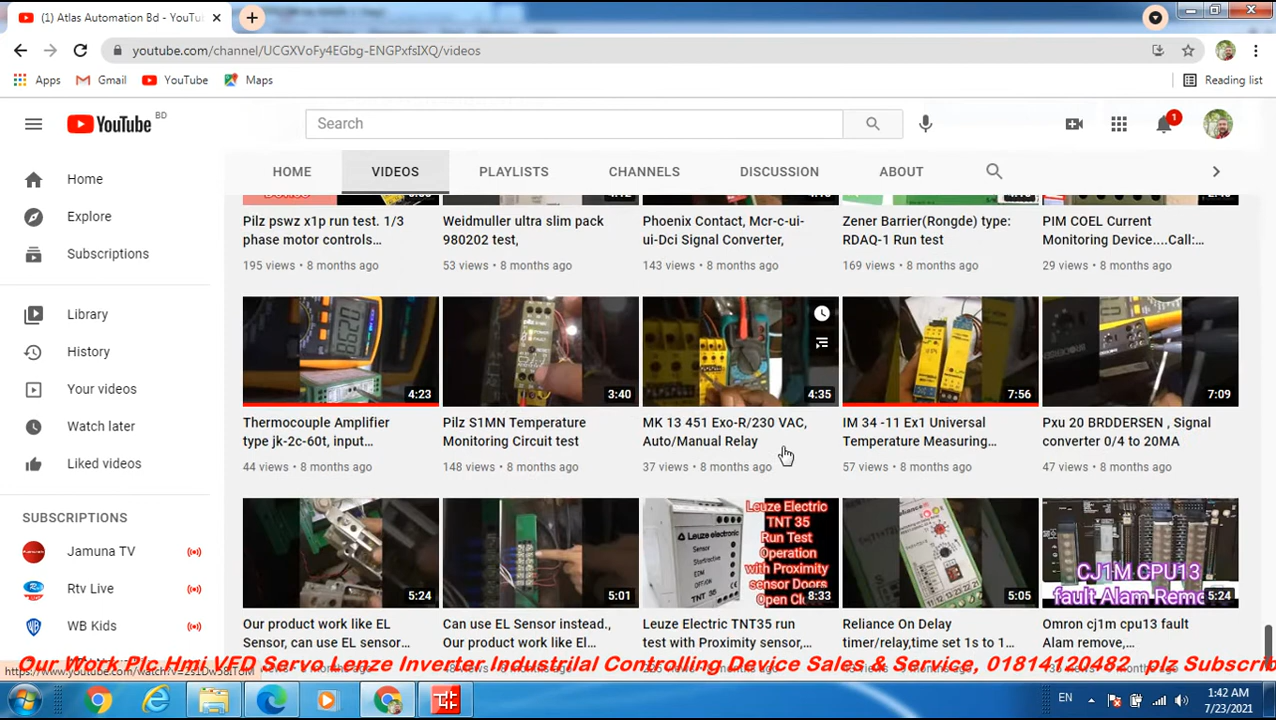 (1) Atlas Automation Bd - YouTu
youtube.com/channel/UCGXVoFy4EGbg-ENGPxfsIXQ/videos
Apps Gmail YouTube Maps Reading list
YouTube BD
Search
1
HOME VIDEOS PLAYLISTS CHANNELS DISCUSSION ABOUT
Home
Explore
Subscriptions
Library
History
Your videos
Watch later
Liked videos
SUBSCRIPTIONS
Jamuna TV
Rtv Live
WB Kids
Pilz pswz x1p run test. 1/3
phase motor controls...
195 views • 8 months ago
Weidmuller ultra slim pack
980202 test,
53 views • 8 months ago
Phoenix Contact, Mcr-c-ui-
ui-Dci Signal Converter,
143 views • 8 months ago
Zener Barrier(Rongde) type:
RDAQ-1 Run test
169 views • 8 months ago
PIM COEL Current
Monitoring Device....Call:...
29 views • 8 months ago
4:23
Thermocouple Amplifier
type jk-2c-60t, input...
44 views • 8 months ago
3:40
Pilz S1MN Temperature
Monitoring Circuit test
148 views • 8 months ago
4:35
MK 13 451 Exo-R/230 VAC,
Auto/Manual Relay
37 views • 8 months ago
7:56
IM 34 -11 Ex1 Universal
Temperature Measuring...
57 views • 8 months ago
7:09
Pxu 20 BRDDERSEN , Signal
converter 0/4 to 20MA
47 views • 8 months ago
5:24
Our product work like EL
Sensor, can use EL sensor...
5:01
Can use EL Sensor instead.,
Our product work like EL...
Leuze electronic
Sensor
EDM
TNT 35
Leuze Electric
TNT 35
Run Test
Operation
with Proximity
sensor Doors
Open Clo
8:33
Leuze Electric TNT35 run
test with Proximity sensor,...
5:05
Reliance On Delay
timer/relay,time set 1s to 1...
CJ1M CPU13
fault Alam Remo
5:24
Omron cj1m cpu13 fault
Alam remove,
Our Work Plc Hmi VFD Servo Lenze Inverter Industrilal Controlling Device Sales & Service, 01814120482 plz Subscrib
EN
1:42 AM
7/23/2021